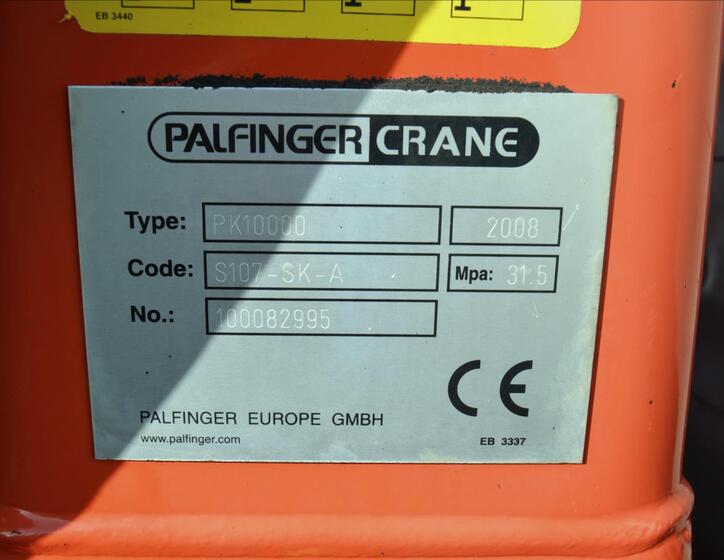 EB 3440
PALFINGER CRANE
Type: PK10000 2008
Code: S107-SK-A Mpa: 31.5
No.: 100082995
CE
PALFINGER EUROPE GMBH
www.palfinger.com EB 3337